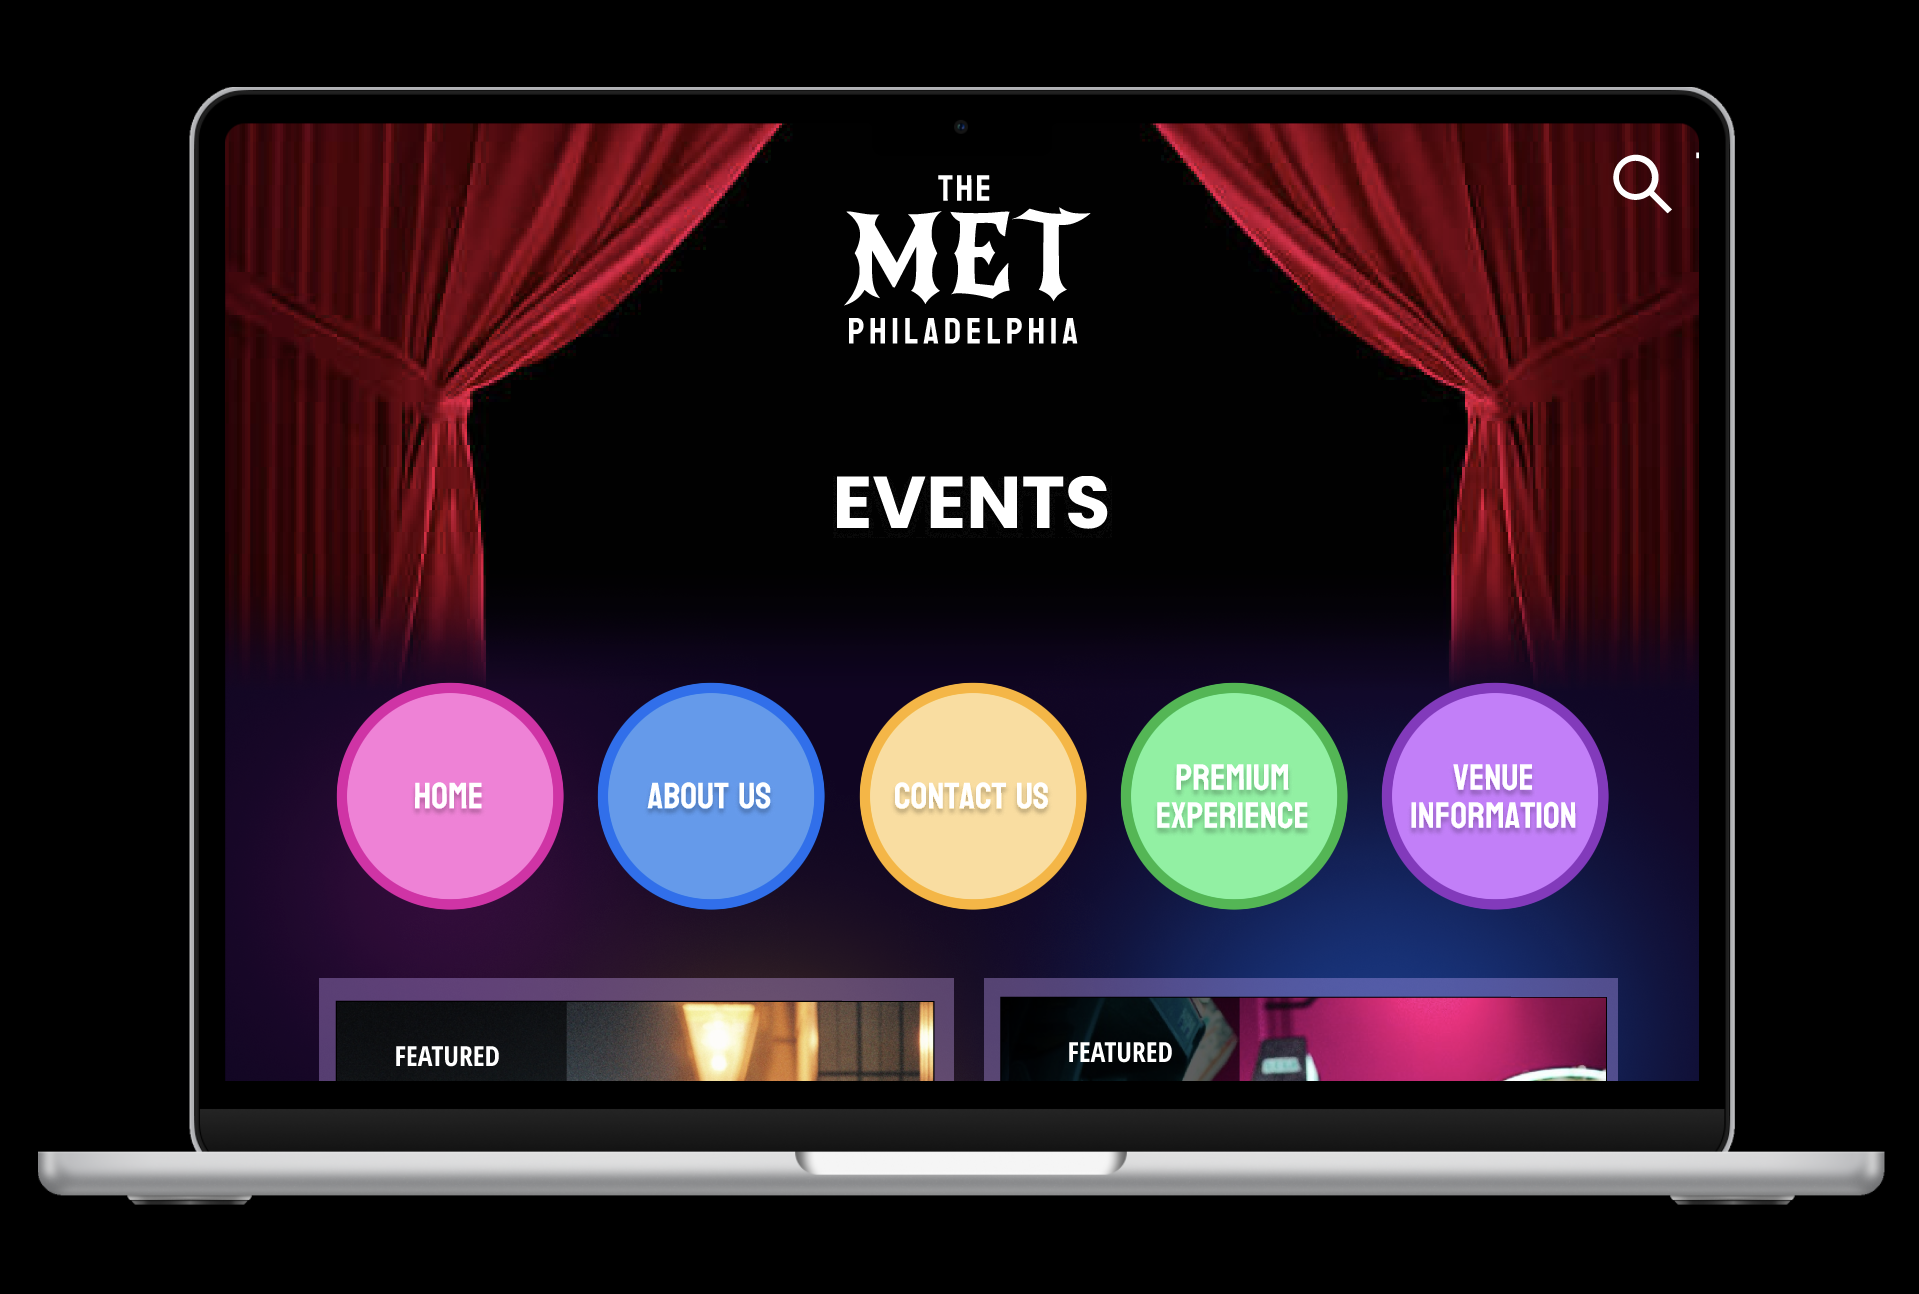 THE
MET
PHILADELPHIA
EVENTS
HOME
ABOUT US
CONTACT US
PREMIUM
EXPERIENCE
VENUE
INFORMATION
FEATURED
FEATURED